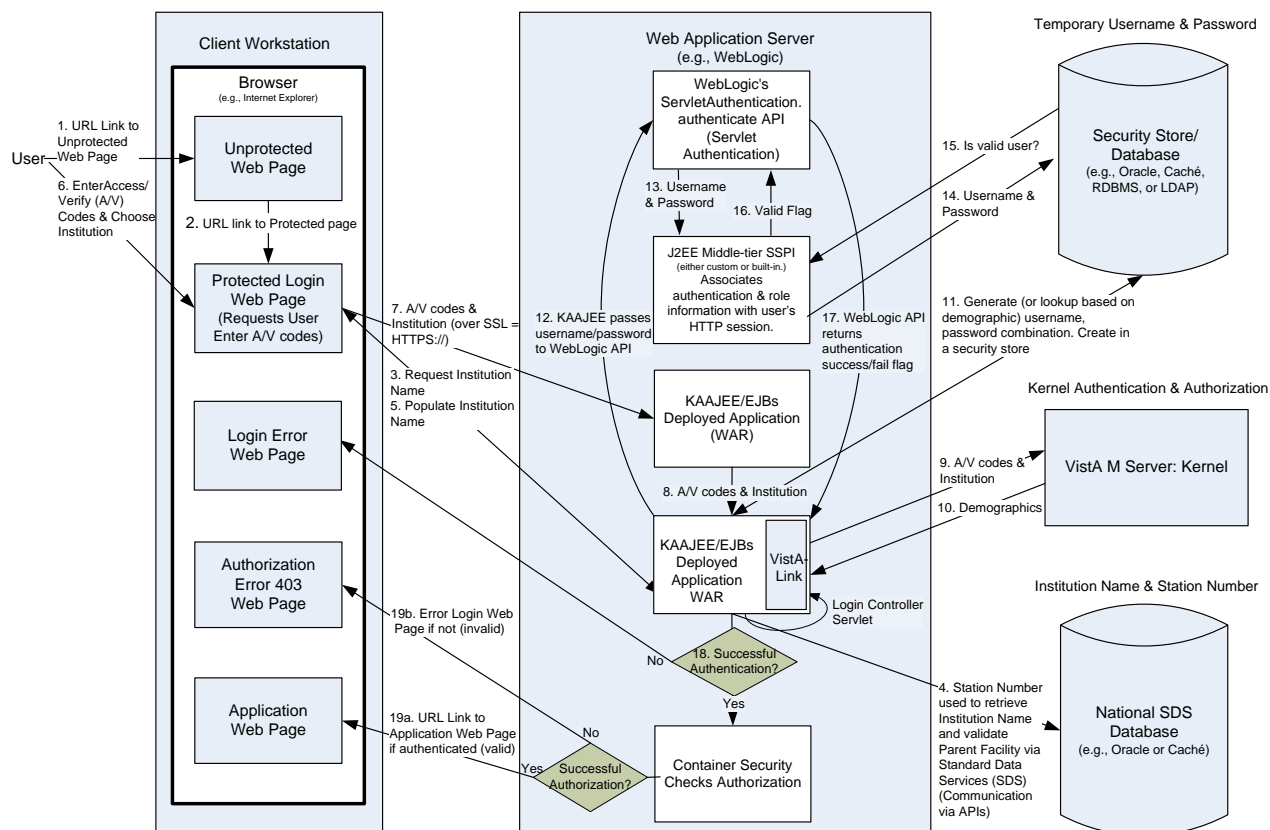 Client Workstation
Browser
(e.g., Internet Explorer)
User
1. URL Link to
Unprotected
Web Page
Unprotected
Web Page
6. EnterAccess/
Verify (A/V)
Codes & Choose
Institution
2. URL link to Protected page
Protected Login
Web Page
(Requests User
Enter A/V codes)
Login Error
Web Page
Authorization
Error 403
Web Page
Application
Web Page
7. A/V codes &
Institution (over SSL =
HTTPS://)
3. Request Institution
Name
5. Populate Institution
Name
19b. Error Login Web
Page if not (invalid)
19a. URL Link to
Application Web Page
if authenticated (valid)
Web Application Server
(e.g., WebLogic)
WebLogic's
ServletAuthentication.
authenticate API
(Servlet
Authentication)
13. Username
& Password
16. Valid Flag
J2EE Middle-tier SSPI
(either custom or built-in.)
Associates
authentication & role
information with user's
HTTP session.
12. KAAJEE passes
username/password
to WebLogic API
17. WebLogic API
returns
authentication
success/fail flag
KAAJEE/EJBs
Deployed Application
(WAR)
8. A/V codes & Institution
KAAJEE/EJBs
Deployed
Application
WAR
VistA-
Link
Login Controller
Servlet
18. Successful
Authentication?
No
Yes
Container Security
Checks Authorization
Successful
Authorization?
No
Yes
Temporary Username & Password
Security Store/
Database
(e.g., Oracle, Caché,
RDBMS, or LDAP)
15. Is valid user?
14. Username &
Password
11. Generate (or lookup based on
demographic) username,
password combination. Create in
a security store
Kernel Authentication & Authorization
VistA M Server: Kernel
9. A/V codes &
Institution
10. Demographics
Institution Name & Station Number
National SDS
Database
(e.g., Oracle or Caché)
4. Station Number
used to retrieve
Institution Name
and validate
Parent Facility via
Standard Data
Services (SDS)
(Communication
via APIs)